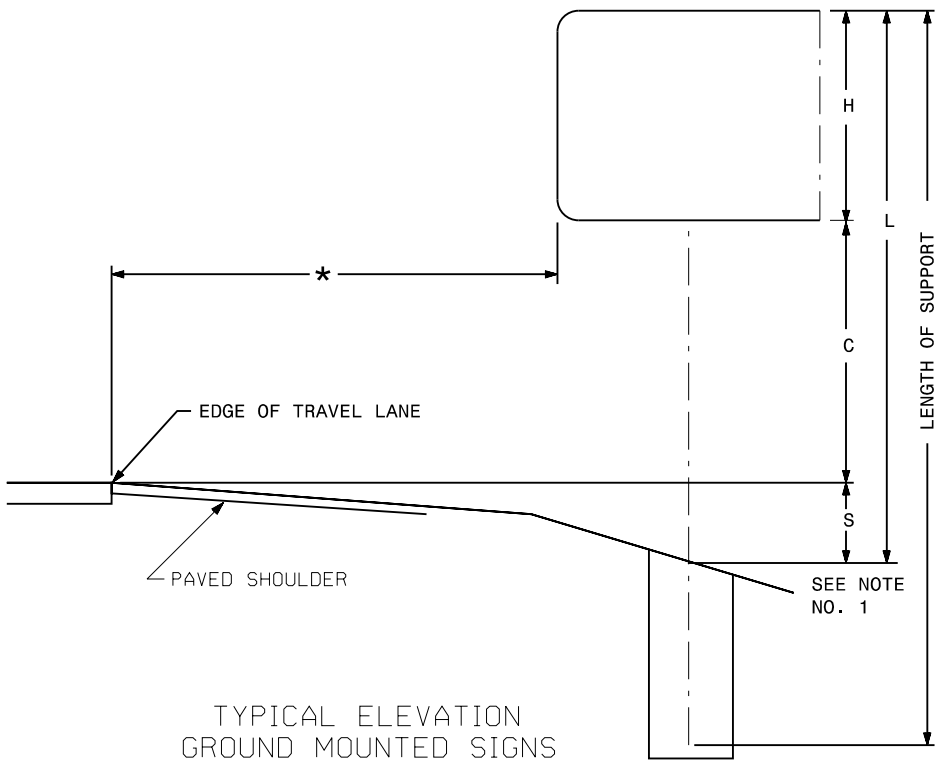 H
L
LENGTH OF SUPPORT
*
C
EDGE OF TRAVEL LANE
S
PAVED SHOULDER
SEE NOTE
NO. 1
TYPICAL ELEVATION
GROUND MOUNTED SIGNS